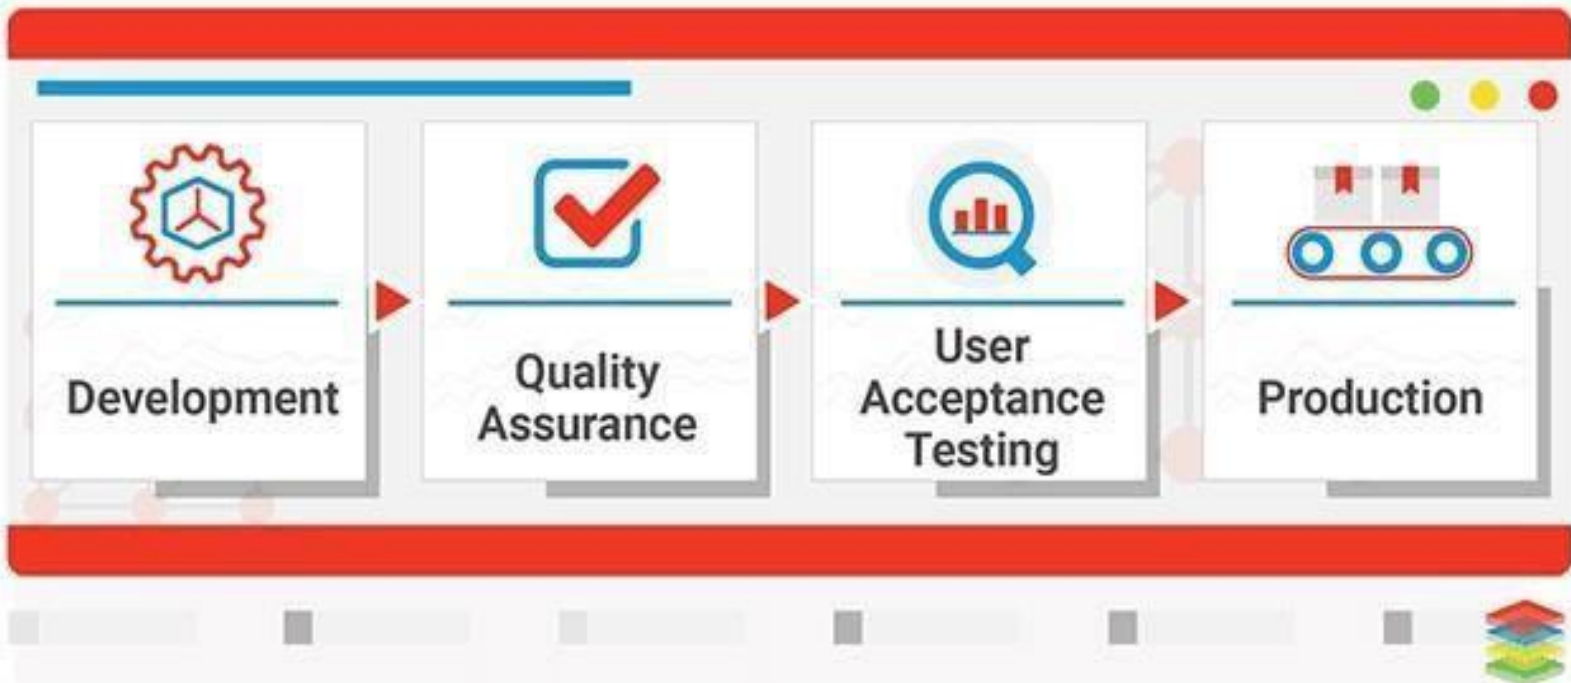 Development
Quality
Assurance
User
Acceptance
Testing
Production